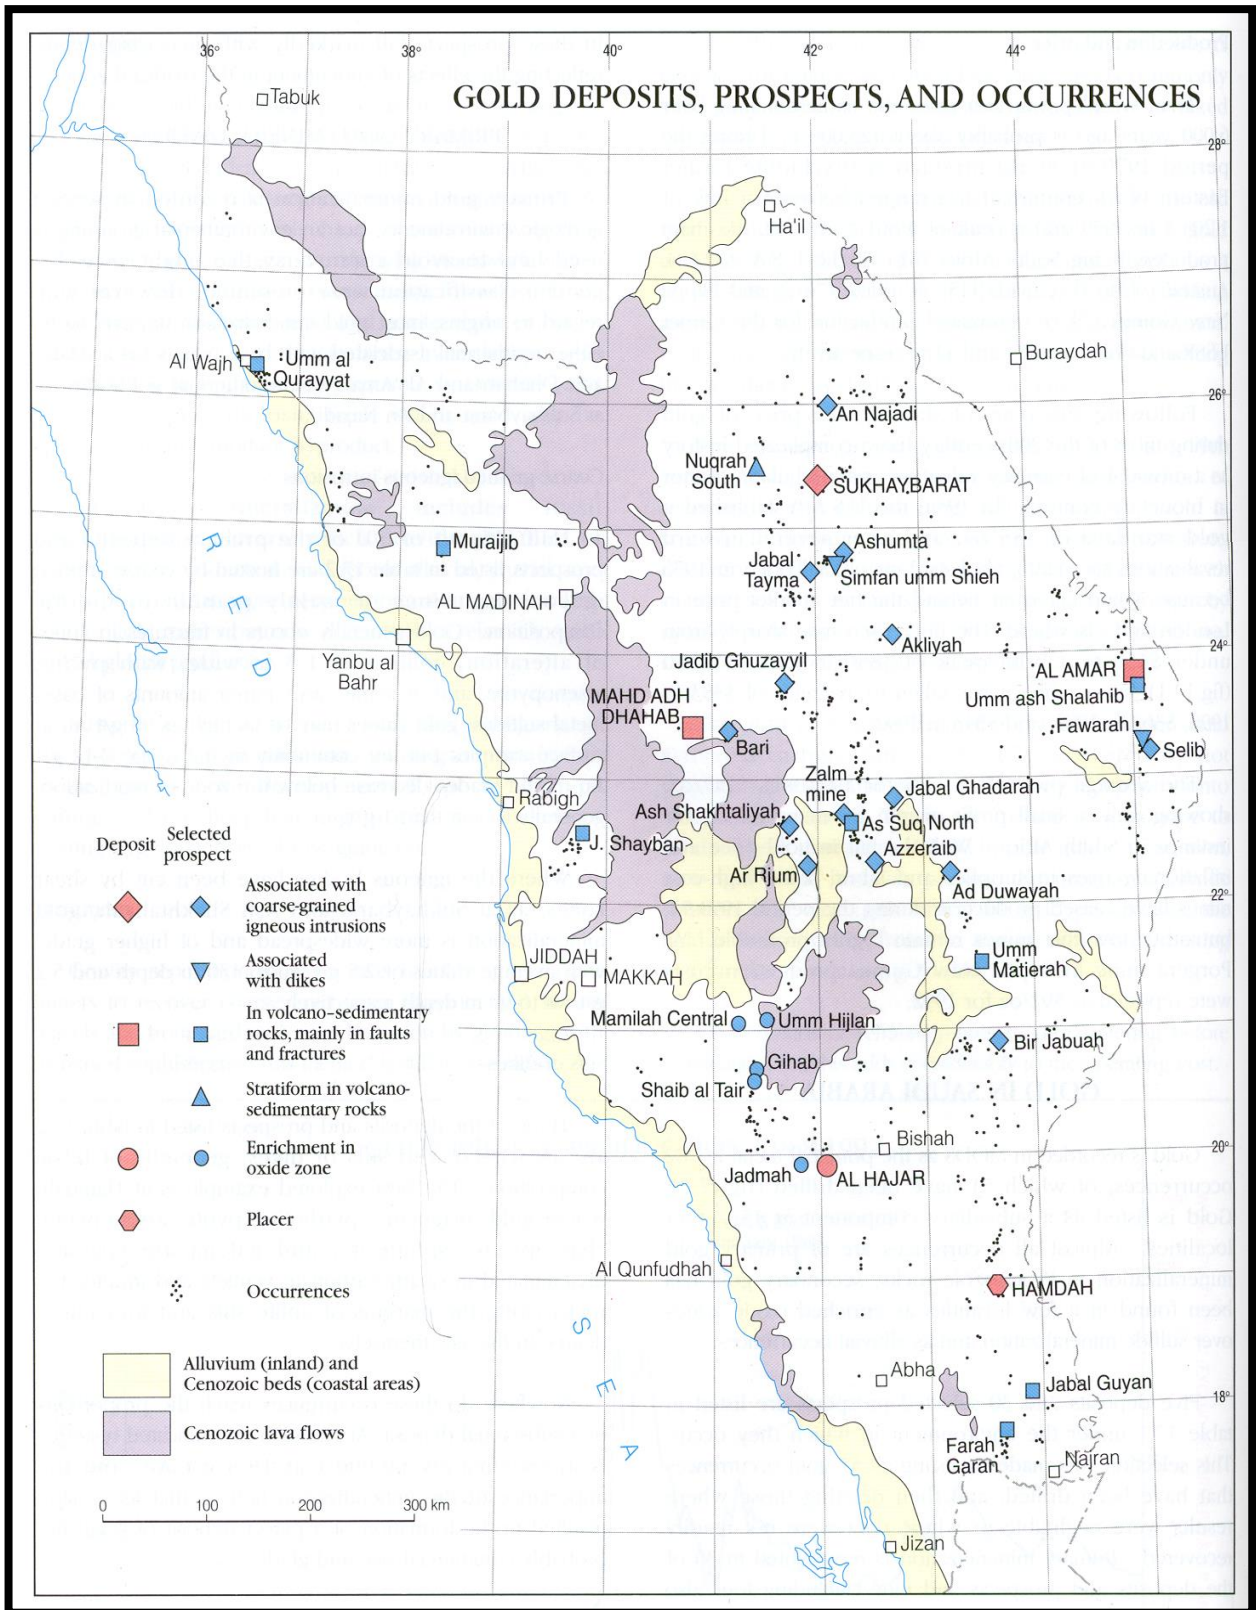 36°
38°
40°
42°
44°
Tabuk
GOLD DEPOSITS, PROSPECTS, AND OCCURRENCES
28°
Ha'il
Buraydah
Al Wajh
Umm al
Qurayyat
26°
An Najadi
Nuqrah
South
SUKHAYBARAT
Muraijib
Ashumta
Jabal
Tayma
Simfan umm Shieh
AL MADINAH
Akliyah
24°
Yanbu al
Bahr
Jadib Ghuzayyil
AL AMAR
Umm ash Shalahib
MAHD ADH
DHAHAB
Fawarah
Bari
Selib
Zalm
mine
Jabal Ghadarah
Rabigh
Ash Shakhtaliyah
As Suq North
J. Shayban
Azzeraib
Ar Rjum
Ad Duwayah
22°
JIDDAH
MAKKAH
Umm
Matierah
Mamilah Central
Umm Hijlan
Bir Jabuah
Gihab
Shaib al Tair
Bishah
20°
Jadmah
AL HAJAR
Al Qunfudhah
HAMDAH
Abha
Jabal Guyan
18°
Farah
Garan
Najran
Jizan
RED
SEA
Deposit
Selected
prospect
Associated with
coarse-grained
igneous intrusions
Associated
with dikes
In volcano-sedimentary
rocks, mainly in faults
and fractures
Stratiform in volcano-
sedimentary rocks
Enrichment in
oxide zone
Placer
Occurrences
Alluvium (inland) and
Cenozoic beds (coastal areas)
Cenozoic lava flows
0 100 200 300 km